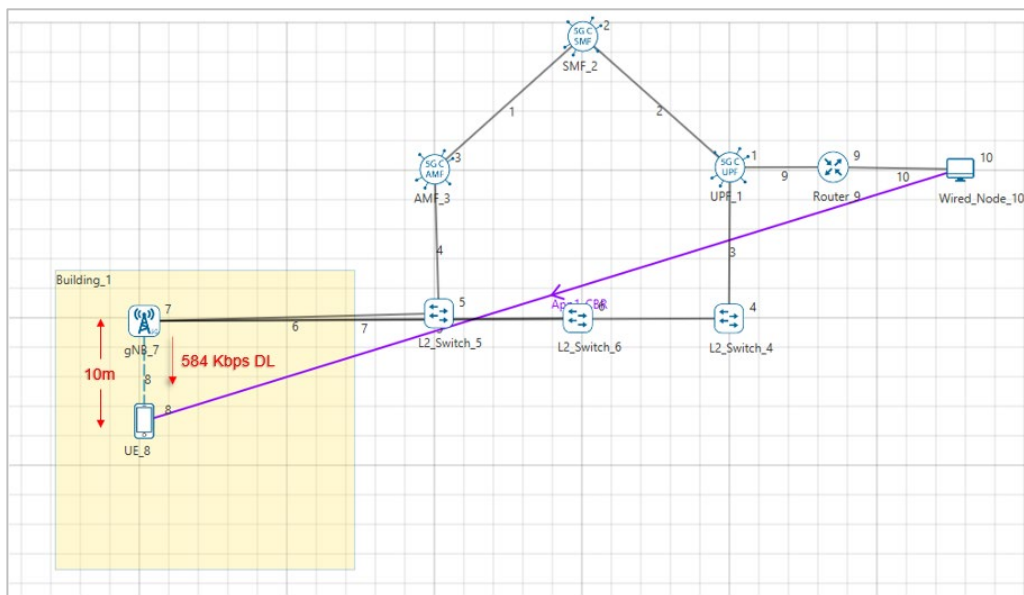 5G C
SMF
2
SMF_2
1
2
5G C
AMF
3
AMF_3
5G C
UPF
1
UPF_1
9
9
Router_9
10
10
Wired_Node_10
4
3
Building_1
App1_CBR
7
gNB_7
6
7
5
L2_Switch_5
6
L2_Switch_6
4
L2_Switch_4
10m
584 Kbps DL
8
8
UE_8